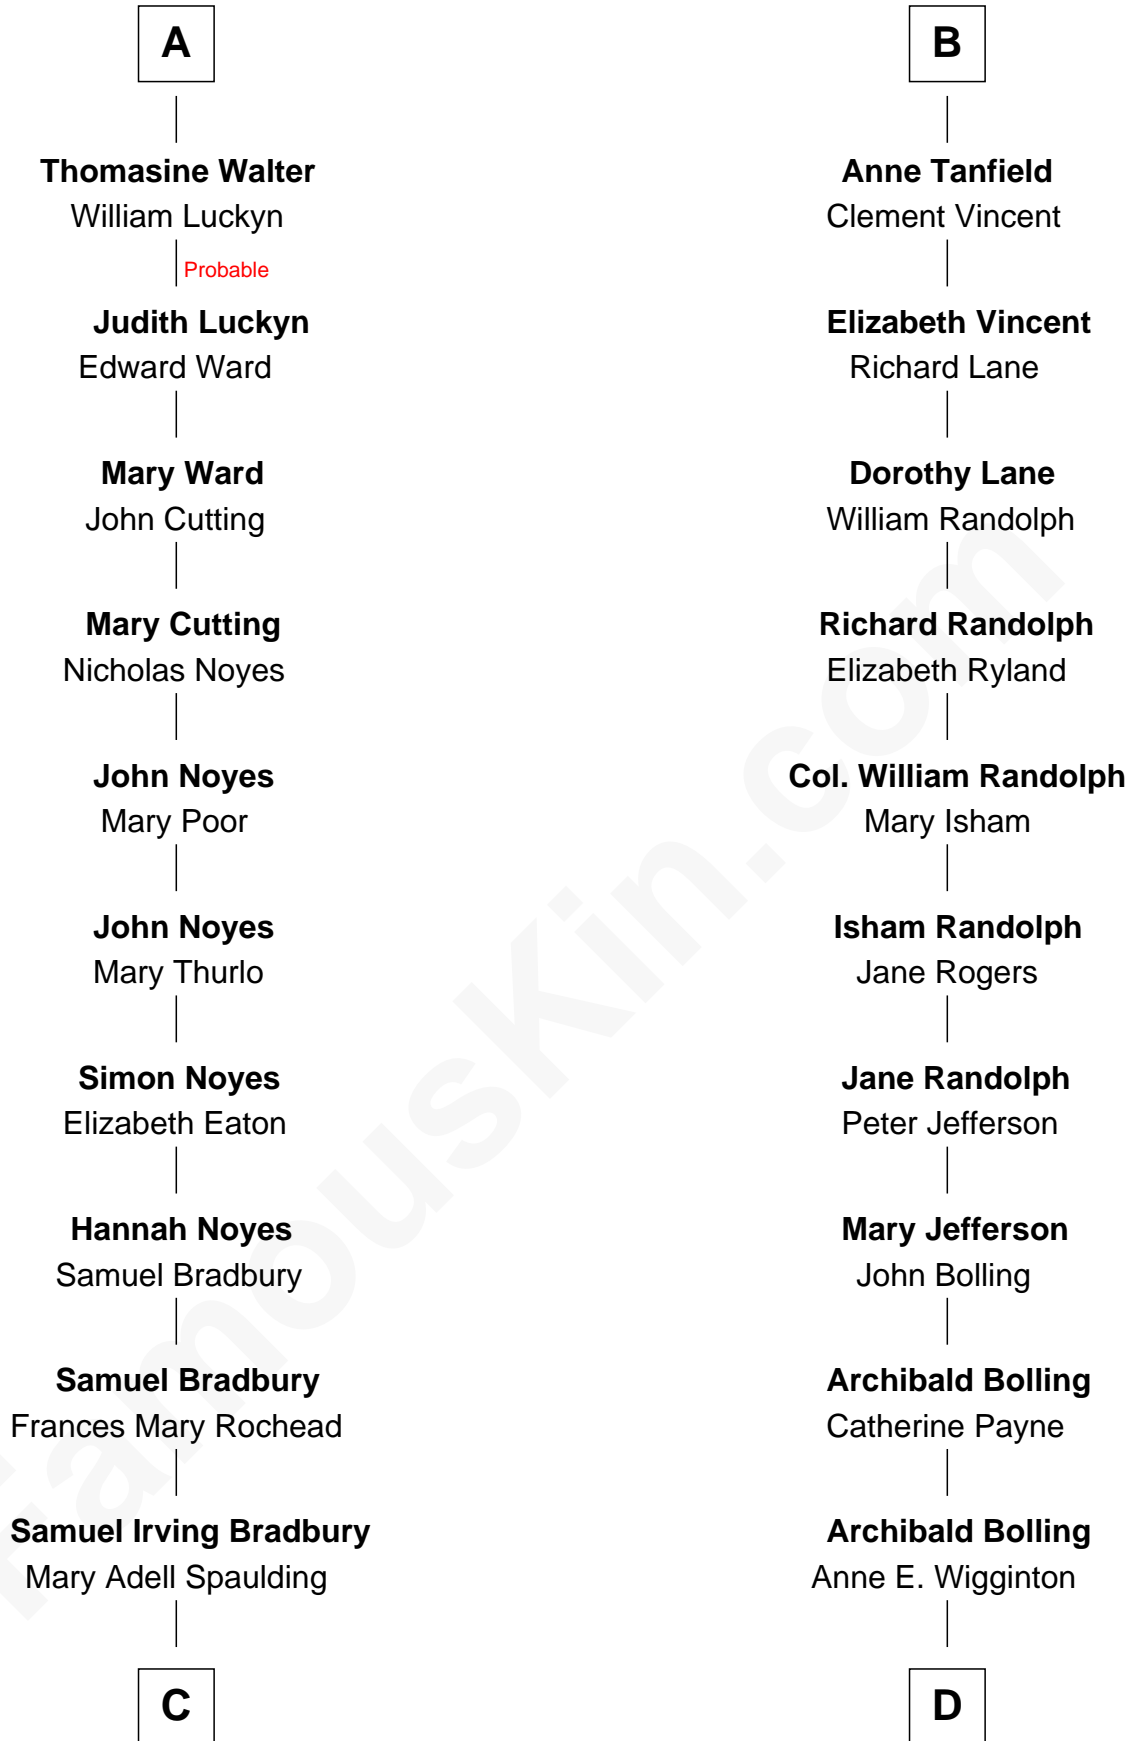 A
Thomasine Walter
William Luckyn
Probable
Judith Luckyn
Edward Ward
Mary Ward
John Cutting
Mary Cutting
Nicholas Noyes
John Noyes
Mary Poor
John Noyes
Mary Thurlo
Simon Noyes
Elizabeth Eaton
Hannah Noyes
Samuel Bradbury
Samuel Bradbury
Frances Mary Rochead
Samuel Irving Bradbury
Mary Adell Spaulding
C
B
Anne Tanfield
Clement Vincent
Elizabeth Vincent
Richard Lane
Dorothy Lane
William Randolph
Richard Randolph
Elizabeth Ryland
Col. William Randolph
Mary Isham
Isham Randolph
Jane Rogers
Jane Randolph
Peter Jefferson
Mary Jefferson
John Bolling
Archibald Bolling
Catherine Payne
Archibald Bolling
Anne E. Wigginton
D
FamousKin.com